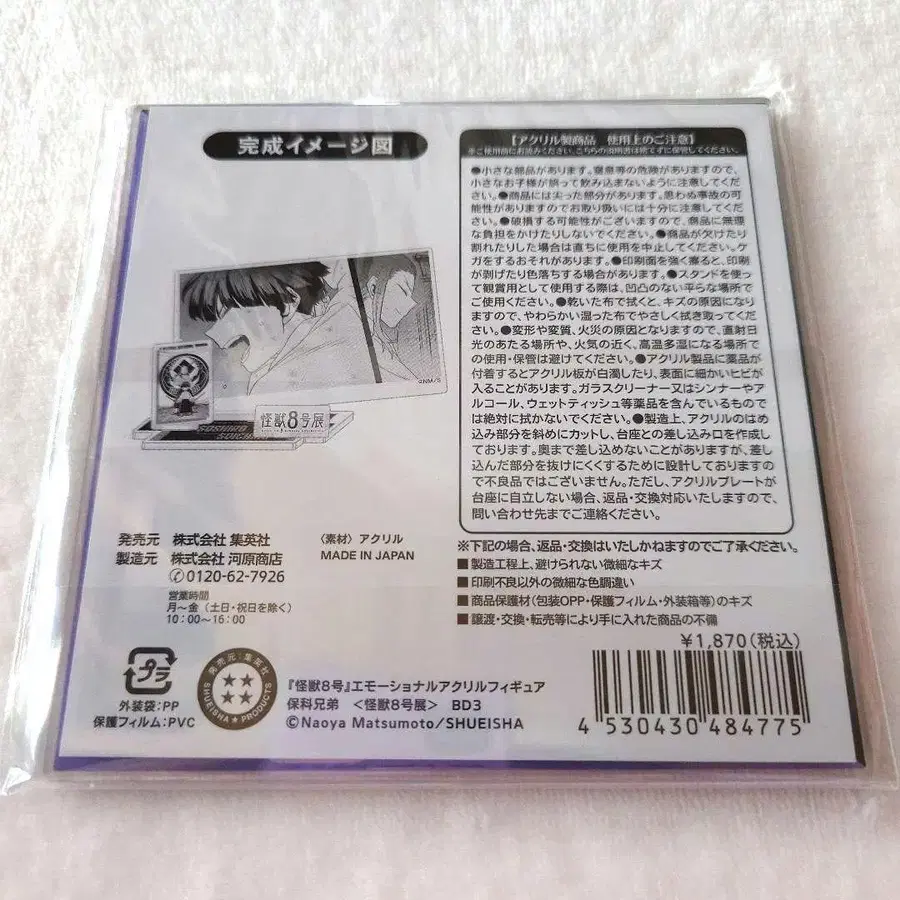 完成イメージ図
©NM/S
怪獣8号展
発売元 株式会社 集英社
製造元 株式会社 河原商店
✆0120-62-7926
営業時間
月〜金(土日・祝日を除く)
10:00〜16:00
〈素材〉アクリル
MADE IN JAPAN
【アクリル製商品 使用上のご注意】
※ご使用前にお読みください。こちらの説明書は捨てずに保管してください。
●小さな部品があります。窒息等の危険がありますので、
小さなお子様が誤って飲み込まないように注意してくだ
さい。●商品には尖った部分があります。思わぬ事故の可
能性がありますのでお取り扱いには十分に注意してくださ
い。●破損する可能性がございますので、商品に無理
な負担をかけたりしないでください。●商品が欠けたり
割れたりした場合は直ちに使用を中止してください。ケ
ガをするおそれがあります。●印刷面を強く擦ると、印刷
が剥げたり色落ちする場合があります。●スタンドを使っ
て観賞用として使用する際は、凹凸のない平らな場所で
ご使用ください。●乾いた布で拭くと、キズの原因になり
ますので、やわらかい湿った布でやさしく拭き取ってくださ
い。●変形や変質、火災の原因となりますので、直射日
光のあたる場所や、火気の近く、高温多湿になる場所で
の使用・保管は避けてください。●アクリル製品に薬品が
付着するとアクリル板が白濁したり、表面に細かいヒビが
入ることがあります。ガラスクリーナー又はシンナーやア
ルコール、ウェットティッシュ等薬品を含んでいるもので
は絶対に拭かないでください。●製造上、アクリルのはめ
込み部分を斜めにカットし、台座との差し込み口を作成し
ております。奥まで差し込めないことがありますが、差し
込んだ部分を抜けにくくするために設計しておりますの
で不良品ではございません。ただし、アクリルプレートが
台座に自立しない場合、返品・交換対応いたしますので、
問い合わせ先までご連絡ください。
※下記の場合、返品・交換はいたしかねますのでご了承ください。
■製造工程上、避けられない微細なキズ
■印刷不良以外の微細な色調違い
■商品保護材(包装OPP・保護フィルム・外装箱等)のキズ
■譲渡・交換・転売等により手に入れた商品の不備
¥1,870(税込)
プラ
外装袋:PP
保護フィルム:PVC
発売元:集英社
SHUEISHA PRODUCTS
『怪獣8号』エモーショナルアクリルフィギュア
保科兄弟 〈怪獣8号展〉 BD3
©Naoya Matsumoto/SHUEISHA
4 530430 484775